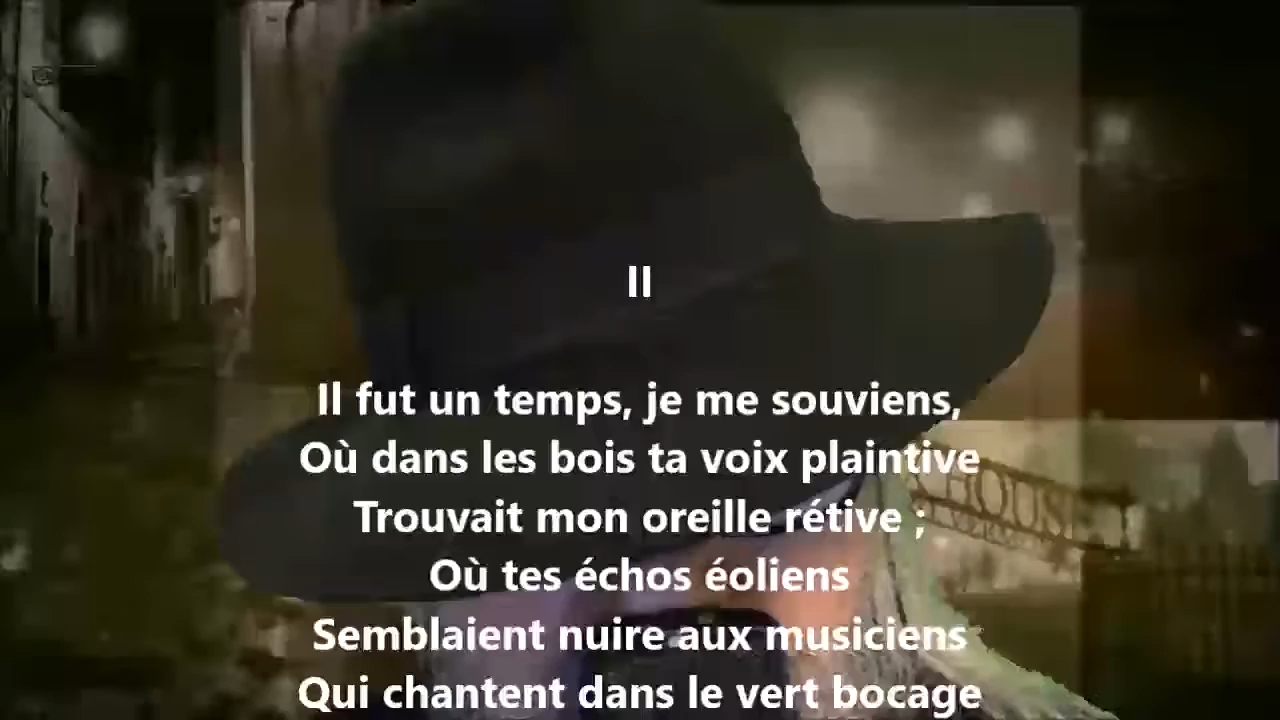 II
Il fut un temps, je me souviens,
Où dans les bois ta voix plaintive
Trouvait mon oreille rétive ;
Où tes échos éoliens
Semblaient nuire aux musiciens
Qui chantent dans le vert bocage